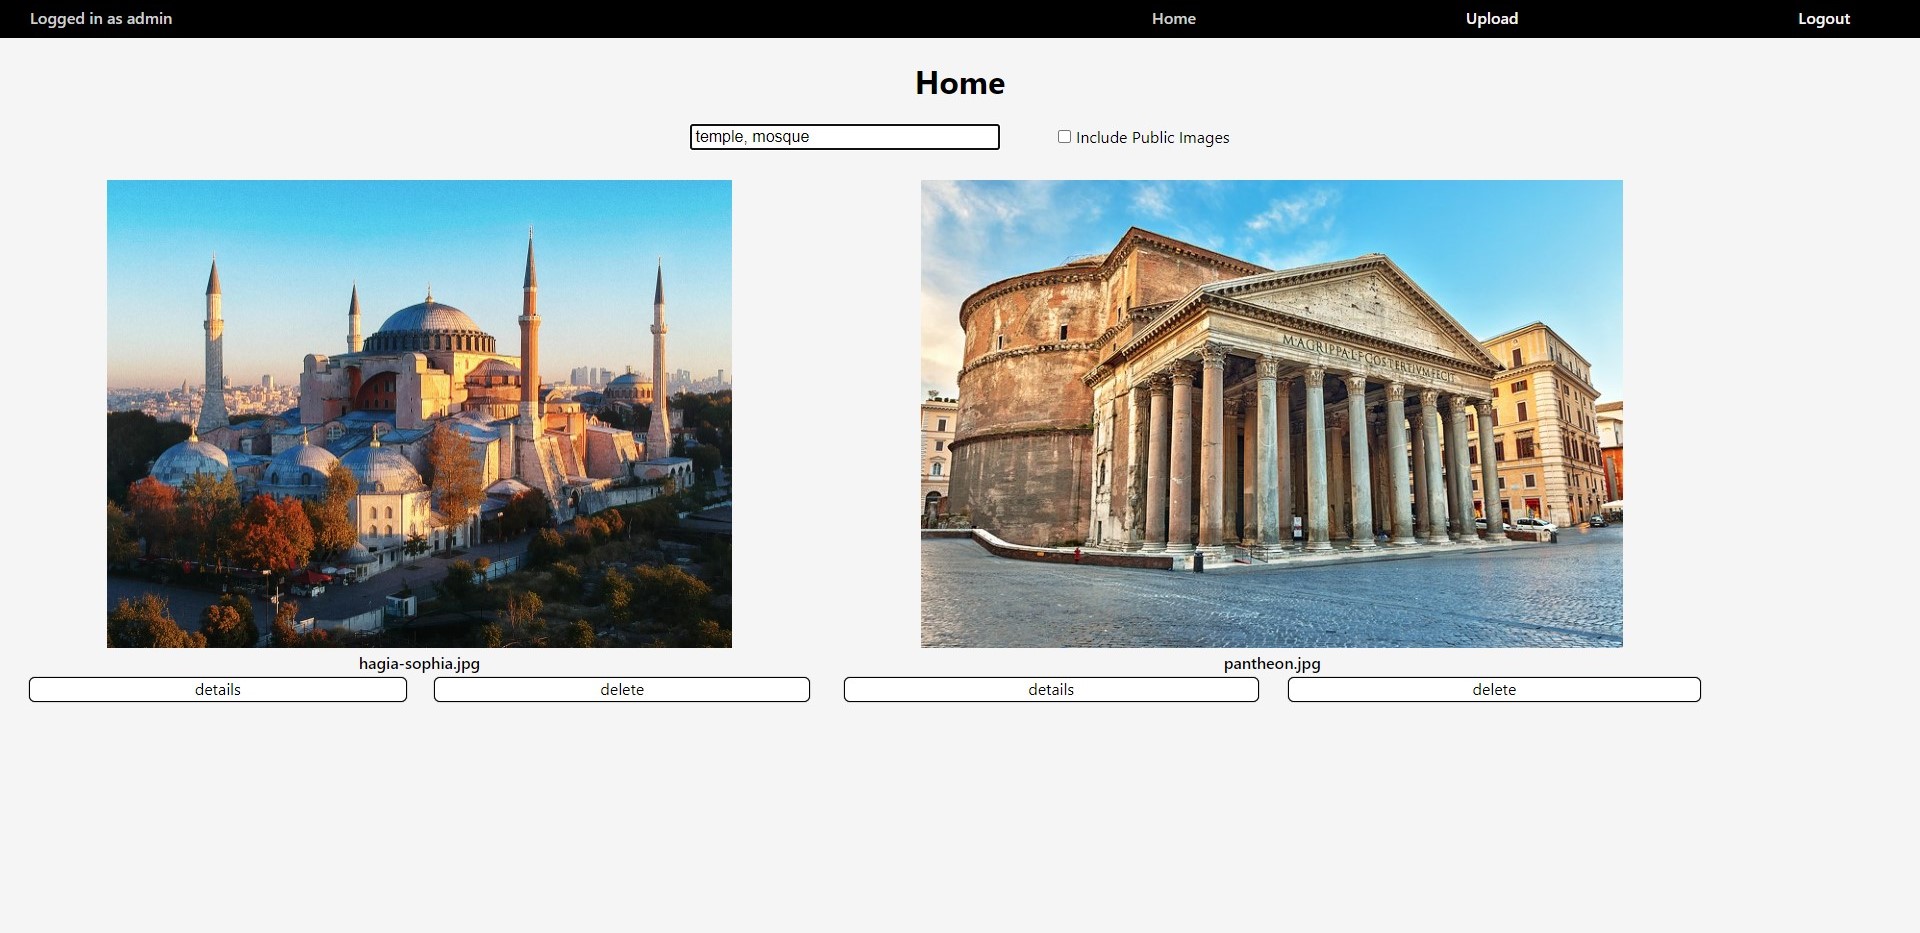 Logged in as admin Home Upload Logout
Home
temple, mosque Include Public Images
M·AGRIPPA·L·F·COS·TERTIVM·FECIT
hagia-sophia.jpg pantheon.jpg
details delete details delete